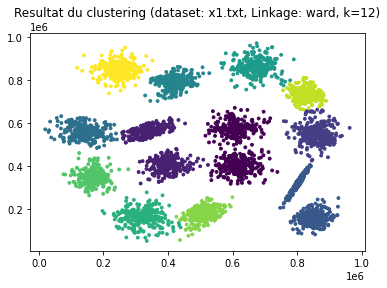 Resultat du clustering (dataset: x1.txt, Linkage: ward, k=12)
1e6
1.0
0.8
0.6
0.4
0.2
0.0 0.2 0.4 0.6 0.8 1.0
1e6